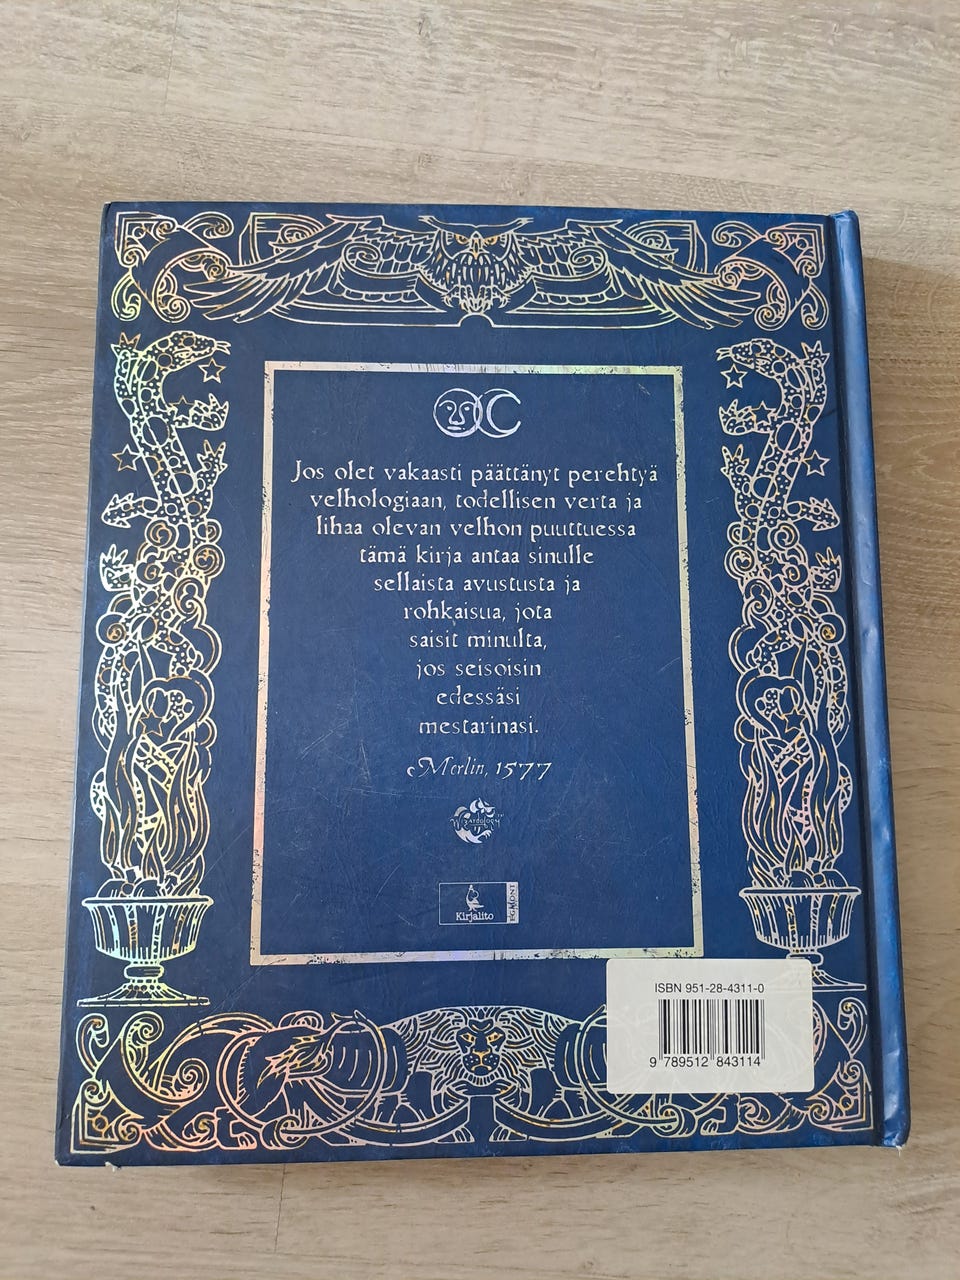 Jos olet vakaasti päättänyt perehtyä
velhologiaan, todellisen verta ja
lihaa olevan velhon puuttuessa
tämä kirja antaa sinulle
sellaista avustusta ja
rohkaisua, jota
saisit minulta,
jos seisoisin
edessäsi
mestarinasi.
Merlin, 1577
Wizardology™
Kirjalito
EGMONT
ISBN 951-28-4311-0
9 789512 843114